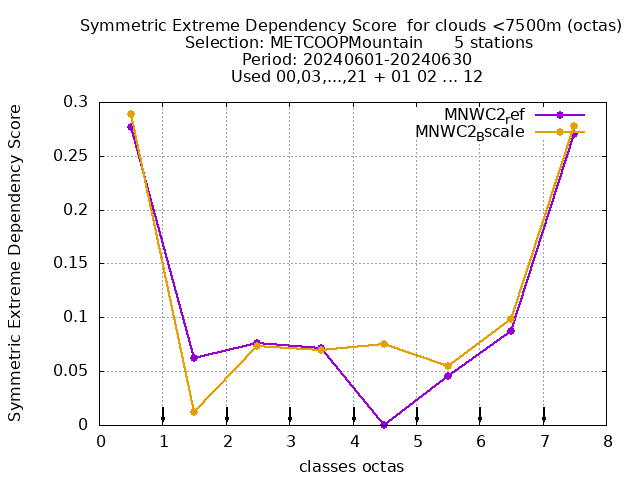 Symmetric Extreme Dependency Score  for clouds <7500m (octas)
Selection: METCOOPMountain      5 stations
Period: 20240601-20240630
Used 00,03,...,21 + 01 02 ... 12
Symmetric Extreme Dependency Score
0.3
0.25
0.2
0.15
0.1
0.05
0
MNWC2ref
MNWC2Bscale
0 1 2 3 4 5 6 7 8
classes octas